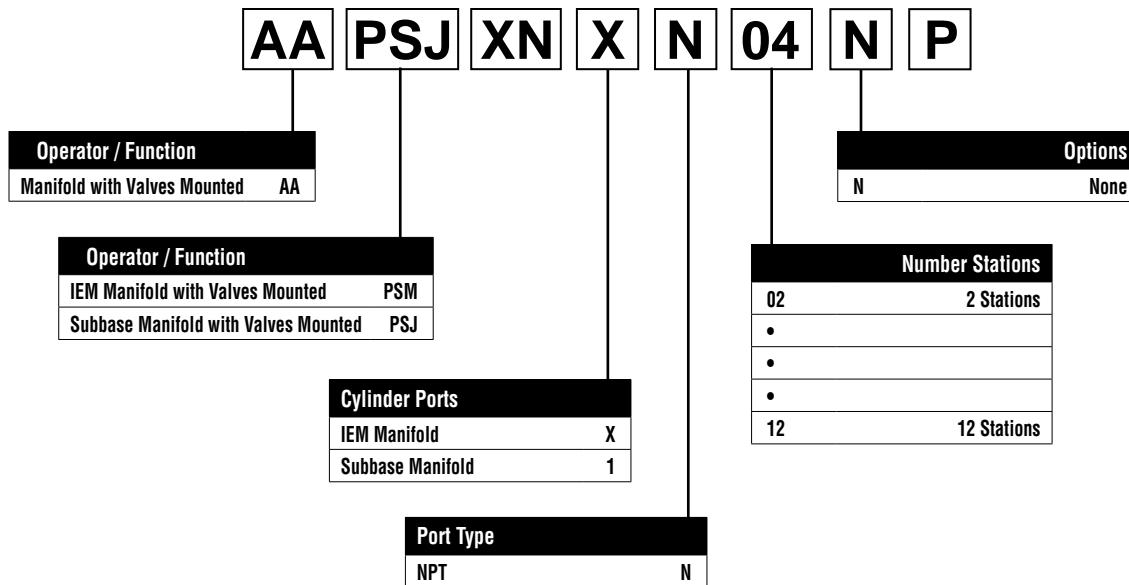 AA PSJ XN X N 04 N P
Operator / Function
Manifold with Valves Mounted AA
Options
N None
Operator / Function
IEM Manifold with Valves Mounted PSM
Subbase Manifold with Valves Mounted PSJ
Number Stations
02 2 Stations
•
•
•
12 12 Stations
Cylinder Ports
IEM Manifold X
Subbase Manifold 1
Port Type
NPT N